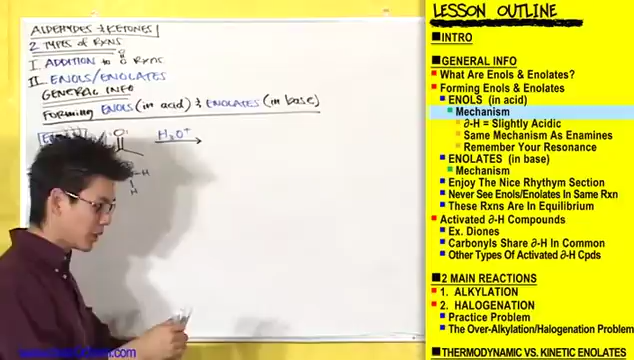 ALDEHYDES & KETONES
2 TYPES OF RXNS
I ADDITION to C RXNS
O
II. ENOLS/ENOLATES
GENERAL INFO
FORMING ENOLS (in acid) & ENOLATES (in base)
H₃O⁺
O
H
H
LESSON OUTLINE
INTRO
GENERAL INFO
What Are Enols & Enolates?
Forming Enols & Enolates
ENOLS (in acid)
Mechanism
∂-H = Slightly Acidic
Same Mechanism As Enamines
Remember Your Resonance
ENOLATES (in base)
Mechanism
Enjoy The Nice Rhythym Section
Never See Enols/Enolates In Same Rxn
These Rxns Are In Equilibrium
Activated ∂-H Compounds
Ex. Diones
Carbonyls Share ∂-H In Common
Other Types Of Activated ∂-H Cpds
2 MAIN REACTIONS
1. ALKYLATION
2. HALOGENATION
Practice Problem
The Over-Alkylation/Halogenation Problem
THERMODYNAMIC VS. KINETIC ENOLATES